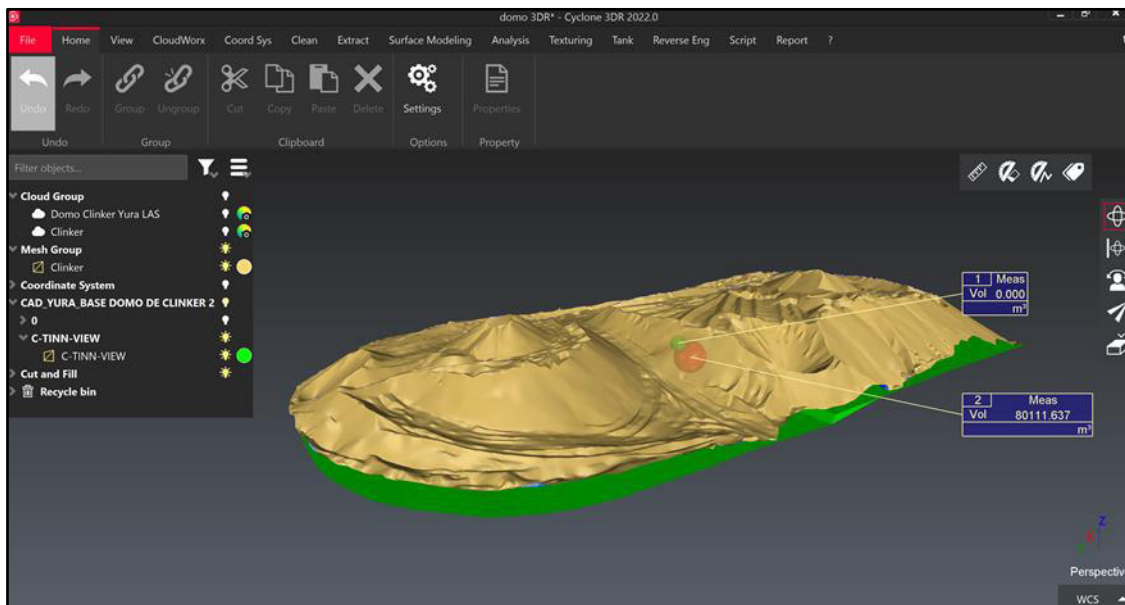 domo 3DR* - Cyclone 3DR 2022.0
File Home View CloudWorx Coord Sys Clean Extract Surface Modeling Analysis Texturing Tank Reverse Eng Script Report ?
Undo Redo Group Ungroup Cut Copy Paste Delete Settings Properties
Undo Group Clipboard Options Property
Filter objects...
Cloud Group
Domo Clinker Yura LAS
Clinker
Mesh Group
Clinker
Coordinate System
CAD_YURA_BASE DOMO DE CLINKER 2
0
C-TINN-VIEW
C-TINN-VIEW
Cut and Fill
Recycle bin
1 Meas
Vol 0.000
m³
2 Meas
Vol 80111.637
m³
Z
Perspectiv
WCS